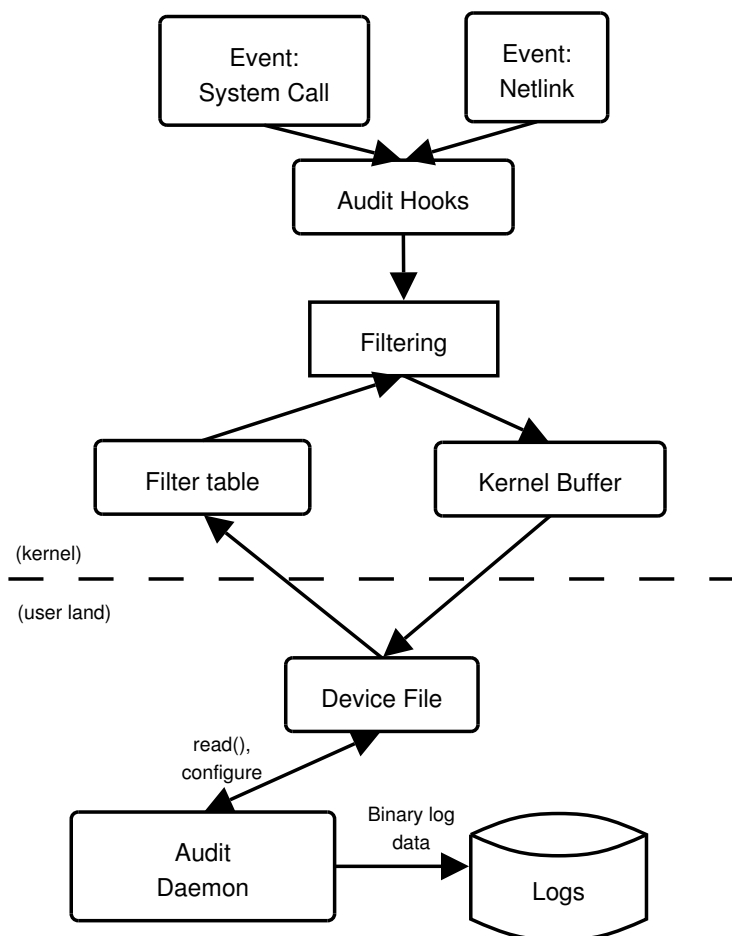 Event:
System Call
Event:
Netlink
Audit Hooks
Filtering
Filter table
Kernel Buffer
(kernel)
(user land)
Device File
read(),
configure
Audit
Daemon
Binary log
data
Logs